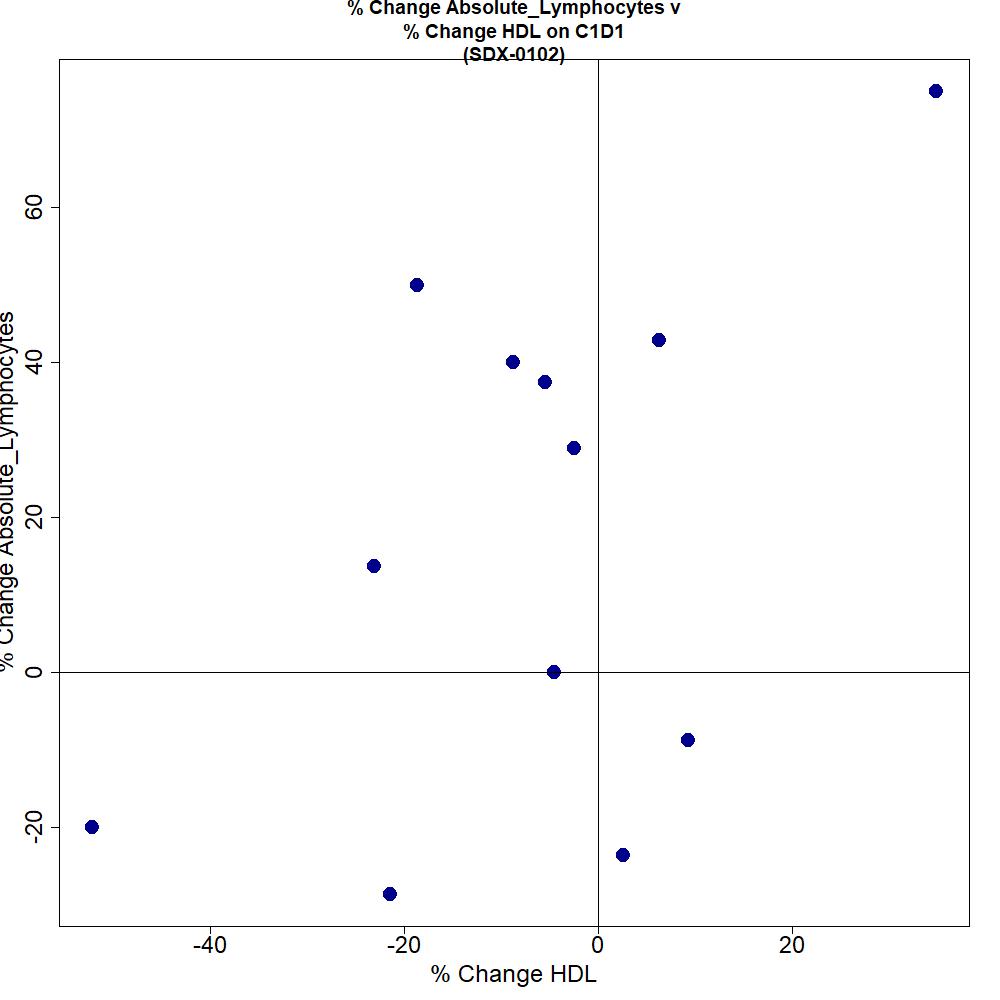 % Change Absolute_Lymphocytes v
% Change HDL on C1D1
(SDX-0102)
% Change Absolute_Lymphocytes
60
40
20
0
-20
-40
-20
0
20
% Change HDL